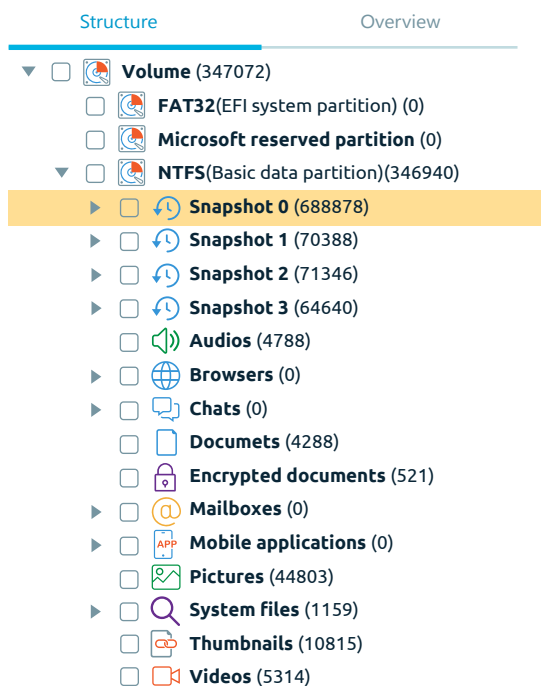 Structure Overview
Volume (347072)
FAT32(EFI system partition) (0)
Microsoft reserved partition (0)
NTFS(Basic data partition)(346940)
Snapshot 0 (688878)
Snapshot 1 (70388)
Snapshot 2 (71346)
Snapshot 3 (64640)
Audios (4788)
Browsers (0)
Chats (0)
Documets (4288)
Encrypted documents (521)
Mailboxes (0)
APP Mobile applications (0)
Pictures (44803)
System files (1159)
Thumbnails (10815)
Videos (5314)